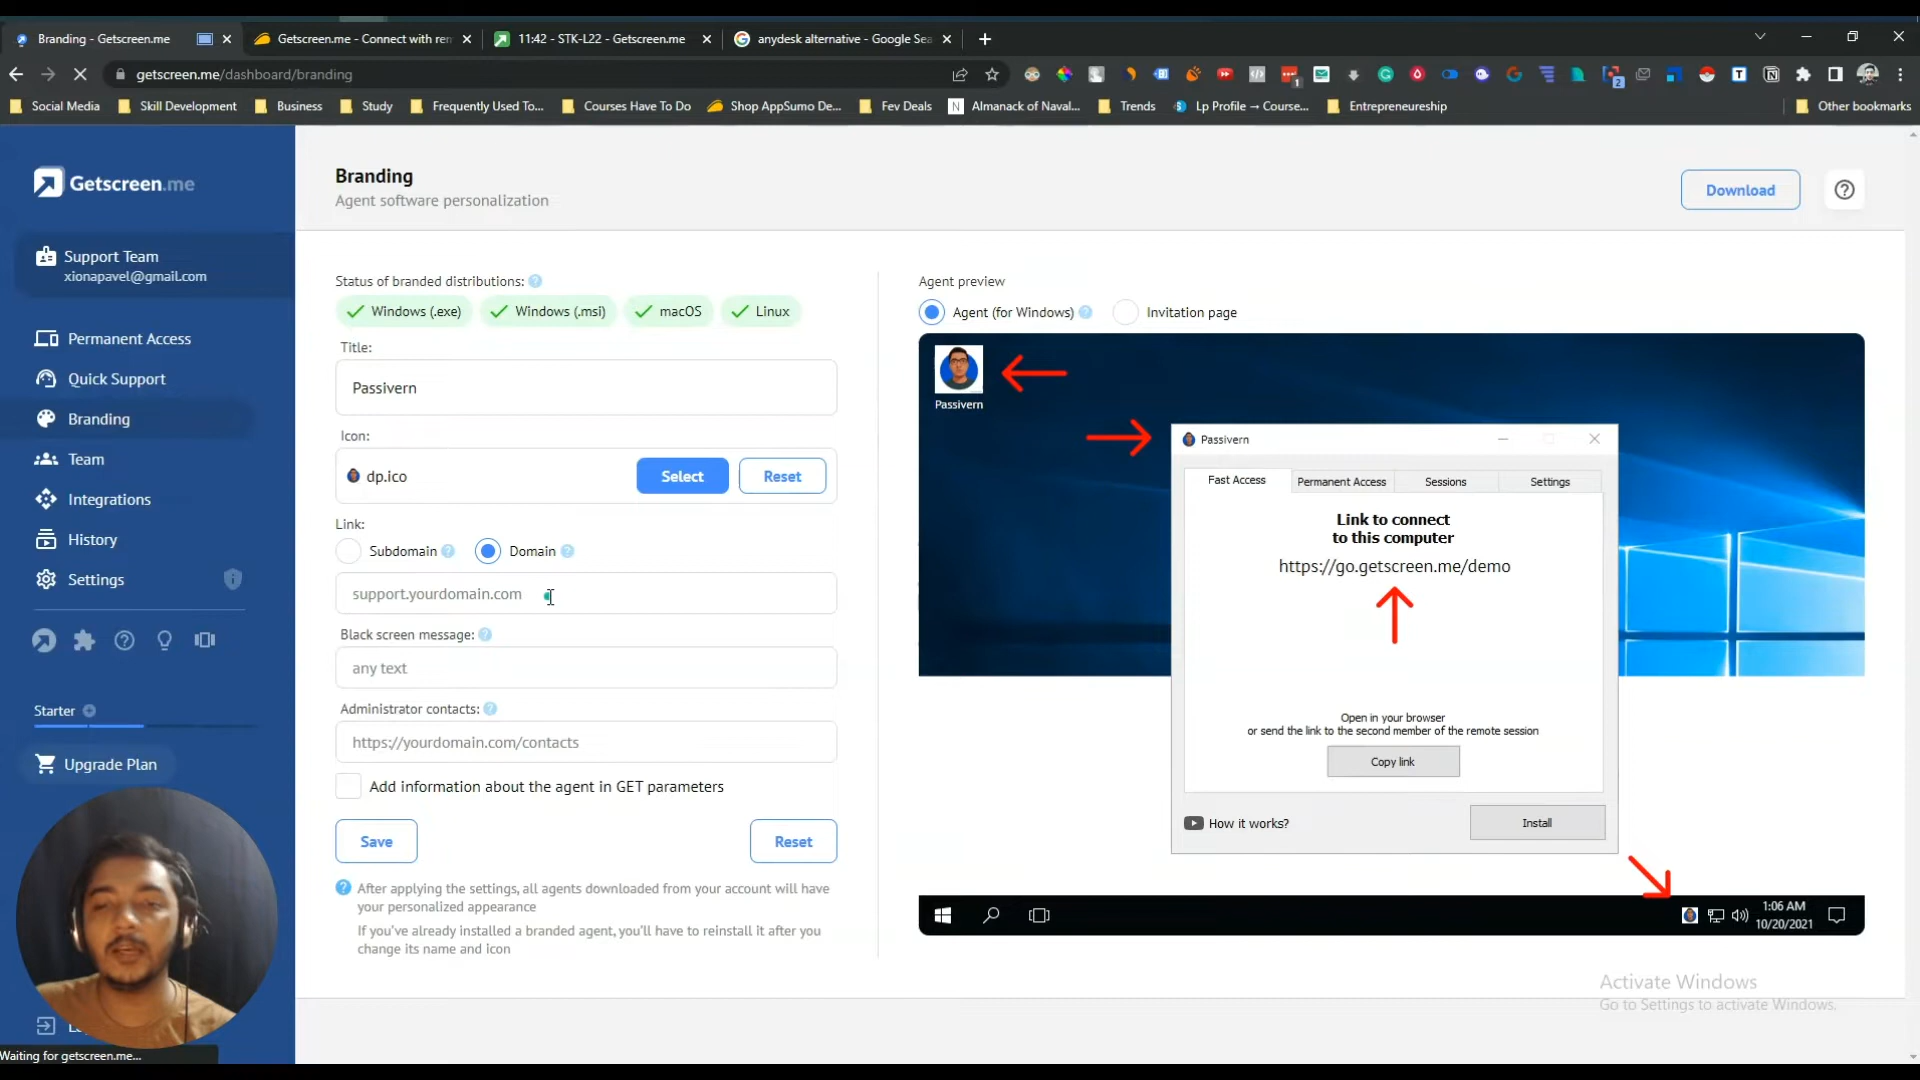 Branding - Getscreen.me
Getscreen.me - Connect with ren
11:42 - STK-L22 - Getscreen.me
anydesk alternative - Google Sea
getscreen.me/dashboard/branding
Social Media
Skill Development
Business
Study
Frequently Used To...
Courses Have To Do
Shop AppSumo De...
Fev Deals
Almanack of Naval...
Trends
Lp Profile → Course...
Entrepreneureship
Other bookmarks
Getscreen.me
Branding
Agent software personalization
Download
Support Team
xionapavel@gmail.com
Permanent Access
Quick Support
Branding
Team
Integrations
History
Settings
Starter
Upgrade Plan
Status of branded distributions:
Windows (.exe)
Windows (.msi)
macOS
Linux
Title:
Passivern
Icon:
dp.ico
Select
Reset
Link:
Subdomain
Domain
support.yourdomain.com
Black screen message:
any text
Administrator contacts:
https://yourdomain.com/contacts
Add information about the agent in GET parameters
Save
Reset
After applying the settings, all agents downloaded from your account will have
your personalized appearance
If you've already installed a branded agent, you'll have to reinstall it after you
change its name and icon
Agent preview
Agent (for Windows)
Invitation page
Passivern
Passivern
Fast Access
Permanent Access
Sessions
Settings
Link to connect
to this computer
https://go.getscreen.me/demo
Open in your browser
or send the link to the second member of the remote session
Copy link
How it works?
Install
1:06 AM
10/20/2021
Activate Windows
Go to Settings to activate Windows.
Waiting for getscreen.me...